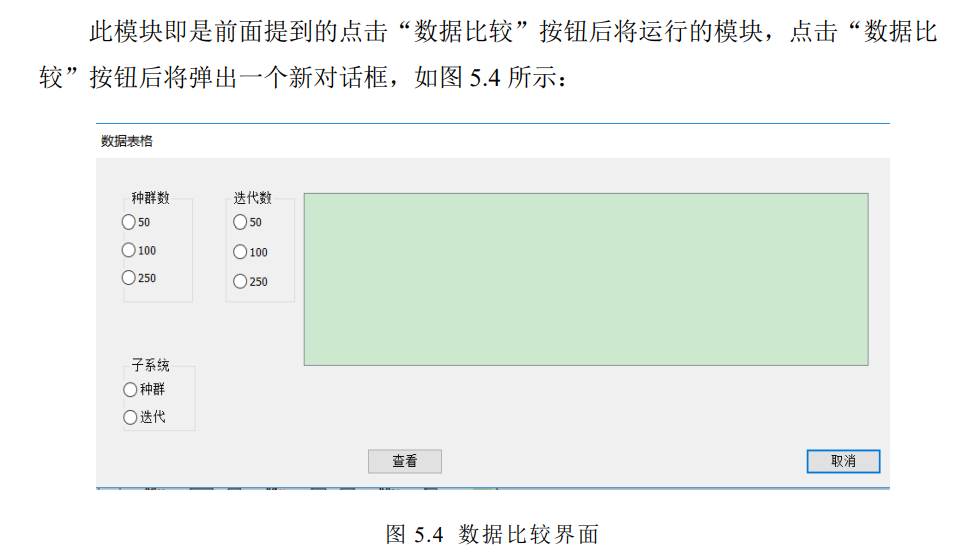 此模块即是前面提到的点击“数据比较”按钮后将运行的模块，点击“数据比
较”按钮后将弹出一个新对话框，如图 5.4 所示：
数据表格
种群数
50
100
250
迭代数
50
100
250
子系统
种群
迭代
查看
取消
图 5.4 数据比较界面